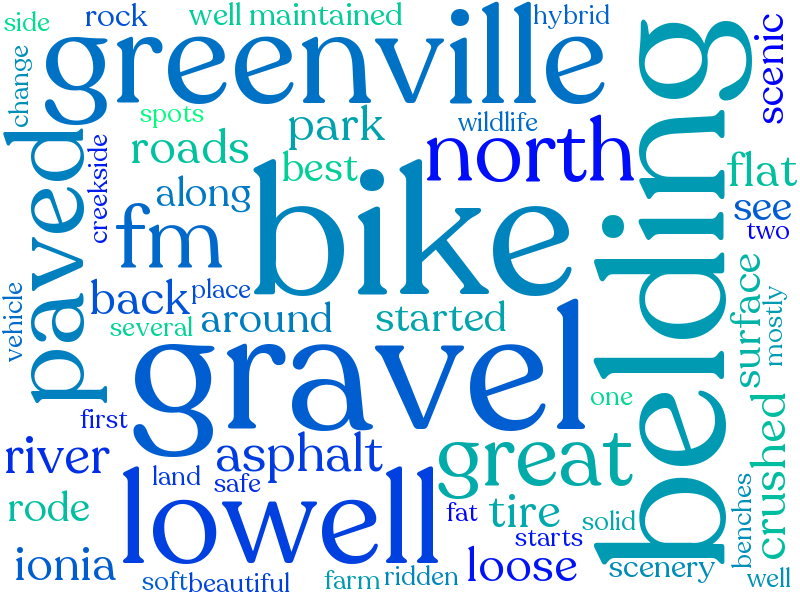 side
rock
well maintained
hybrid
greenville
change
scenic
spots
park
wildlife
belding
paved
creekside
roads
best
north
flat
along
bike
see
fm
two
back
place
vehicle
several
around
started
surface
mostly
gravel
one
first
river
asphalt
great
crushed
land
safe
lowell
rode
fat
tire
solid
benches
starts
ionia
soft
beautiful
farm
ridden
loose
scenery
well